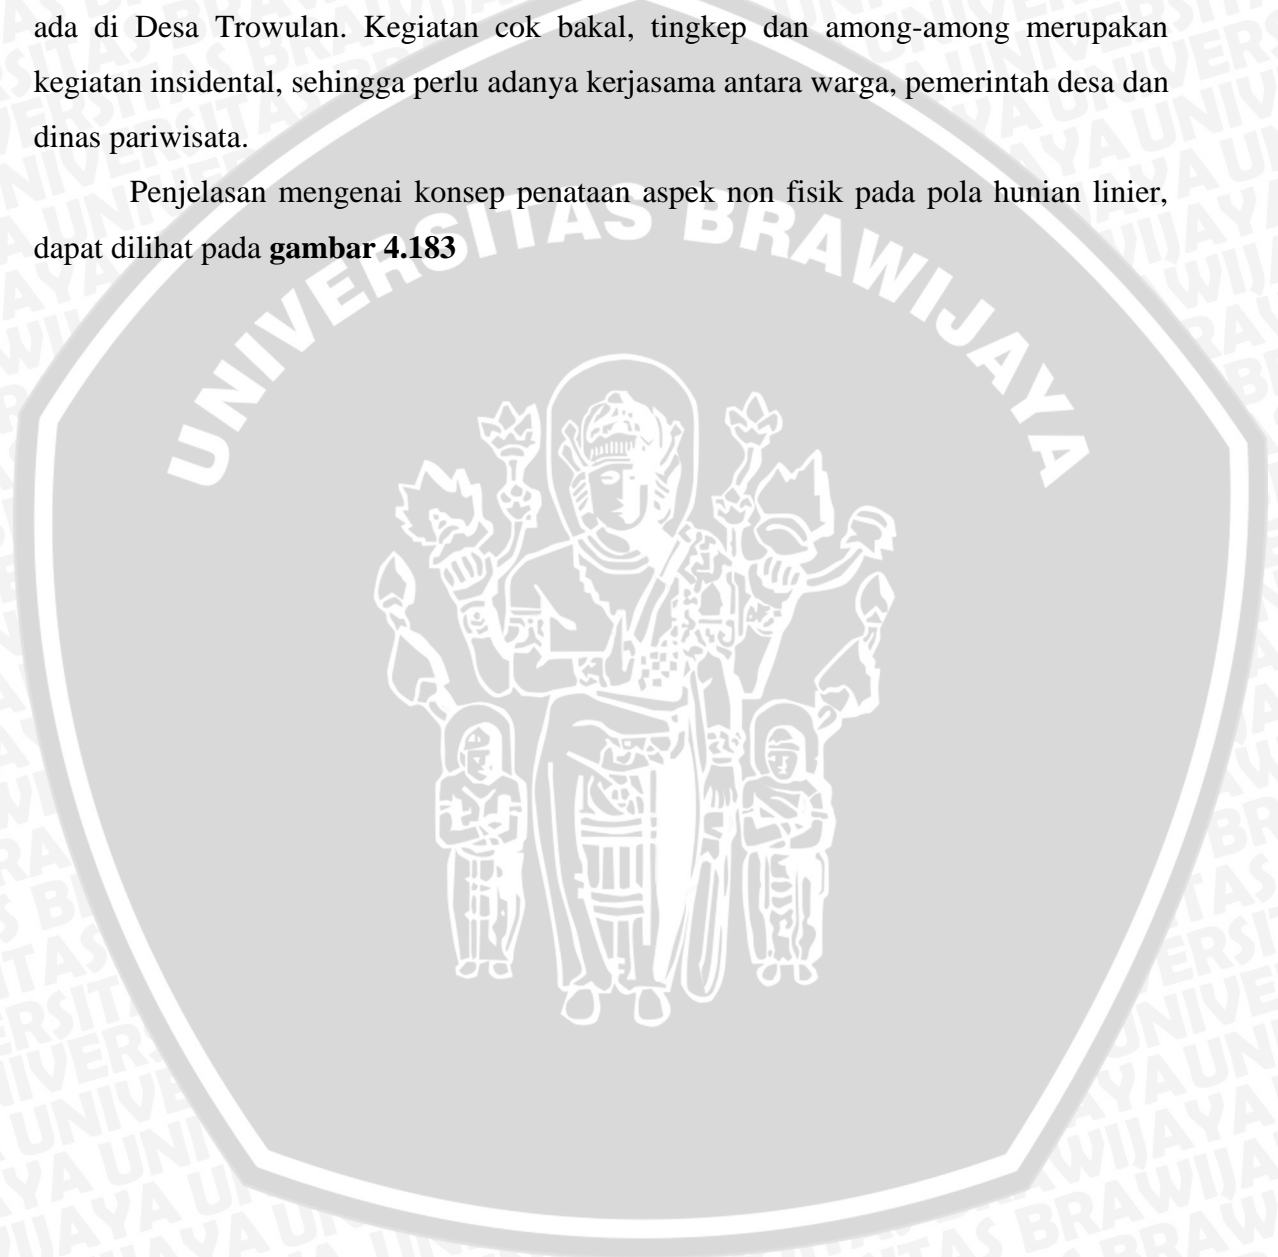 ada di Desa Trowulan. Kegiatan cok bakal, tingkep dan among-among merupakan
kegiatan insidental, sehingga perlu adanya kerjasama antara warga, pemerintah desa dan
dinas pariwisata.
Penjelasan mengenai konsep penataan aspek non fisik pada pola hunian linier,
dapat dilihat pada gambar 4.183
UNIVERSITAS BRAWIJAYA